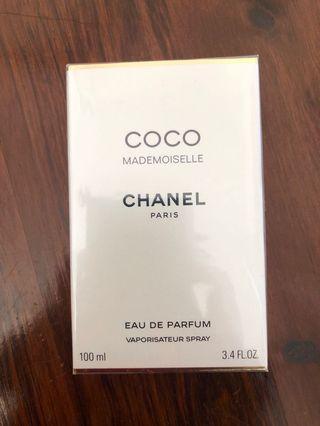 COCO
MADEMOISELLE
CHANEL
PARIS
EAU DE PARFUM
VAPORISATEUR SPRAY
100 ml 3.4 FL.OZ.